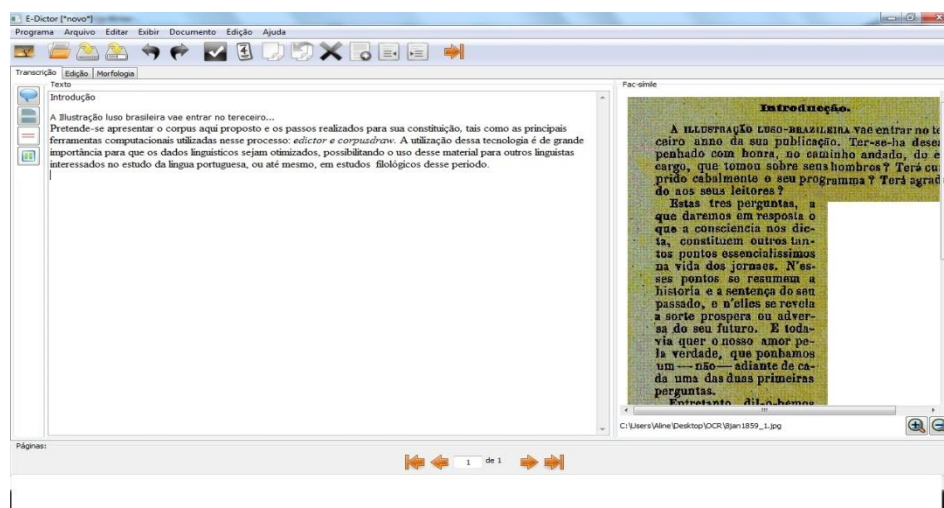 E-Dictor [*novo*]
Programa Arquivo Editar Exibir Documento Edição Ajuda
Transcrição Edição Morfologia
Texto
Introdução
A Ilustração luso brasileira vae entrar no tereceiro...
Pretende-se apresentar o corpus aqui proposto e os passos realizados para sua constituição, tais como as principais
ferramentas computacionais utilizadas nesse processo: edictor e corpusdraw. A utilização dessa tecnologia é de grande
importância para que os dados linguísticos sejam otimizados, possibilitando o uso desse material para outros linguistas
interessados no estudo da lingua portuguesa, ou até mesmo, em estudos filológicos desse período.
Fac-simile
Introducção.
A ILLUSTRAÇÃO LUSO-BRAZILEIRA vae entrar no te
ceiro anno da sua publicação. Ter-se-ha dese
penhado com honra, no caminho andado, do e
cargo, que tomou sobre seus hombros? Terá cu
prido cabalmente o seu programma? Terá agrad
do aos seus leitores?
Estas tres perguntas, a
que daremos em resposta o
que a consciencia nos dic-
ta, constituem outros tan-
tos pontos essencialissimos
na vida dos jornaes. N'es-
ses pontos se resumem a
historia e a sentença do seu
passado, e n'elles se revela
a sorte prospera ou adver-
sa do seu futuro. E toda-
via quer o nosso amor pe-
la verdade, que ponhamos
um — não — adiante de ca-
da uma das duas primeiras
perguntas.
Entretanto dil-o-hemos
C:\Users\Aline\Desktop\OCR\8jan1859_1.jpg
Páginas:
1 de 1